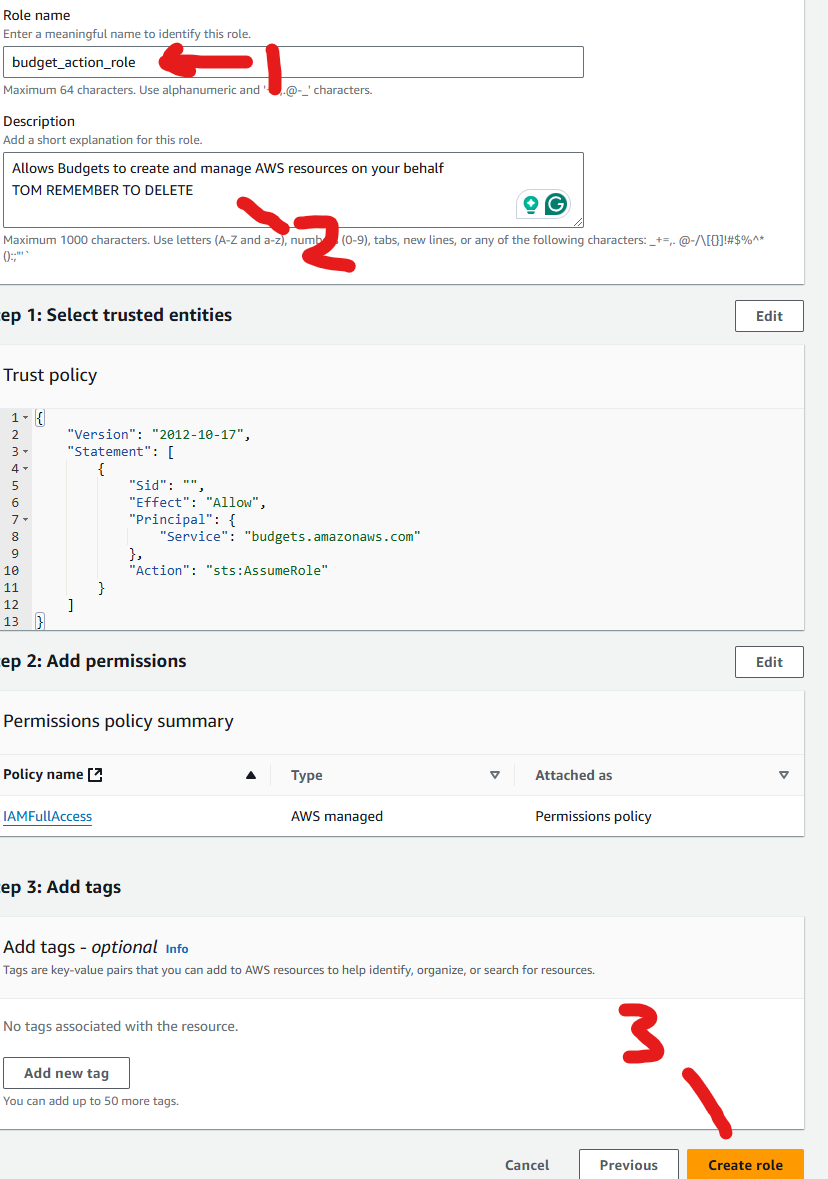 Role name
Enter a meaningful name to identify this role.
budget_action_role
1
Maximum 64 characters. Use alphanumeric and '+=,.@-_' characters.
Description
Add a short explanation for this role.
Allows Budgets to create and manage AWS resources on your behalf
TOM REMEMBER TO DELETE
2
Maximum 1000 characters. Use letters (A-Z and a-z), numbers (0-9), tabs, new lines, or any of the following characters: _+=,. @-/\[{}]!#$%^*
();:"'`
ep 1: Select trusted entities
Edit
Trust policy
1 {
2 "Version": "2012-10-17",
3 "Statement": [
4 {
5 "Sid": "",
6 "Effect": "Allow",
7 "Principal": {
8 "Service": "budgets.amazonaws.com"
9 },
10 "Action": "sts:AssumeRole"
11 }
12 ]
13 }
ep 2: Add permissions
Edit
Permissions policy summary
Policy name Type Attached as
IAMFullAccess AWS managed Permissions policy
ep 3: Add tags
Add tags - optional Info
Tags are key-value pairs that you can add to AWS resources to help identify, organize, or search for resources.
No tags associated with the resource.
3
Add new tag
You can add up to 50 more tags.
Cancel Previous Create role